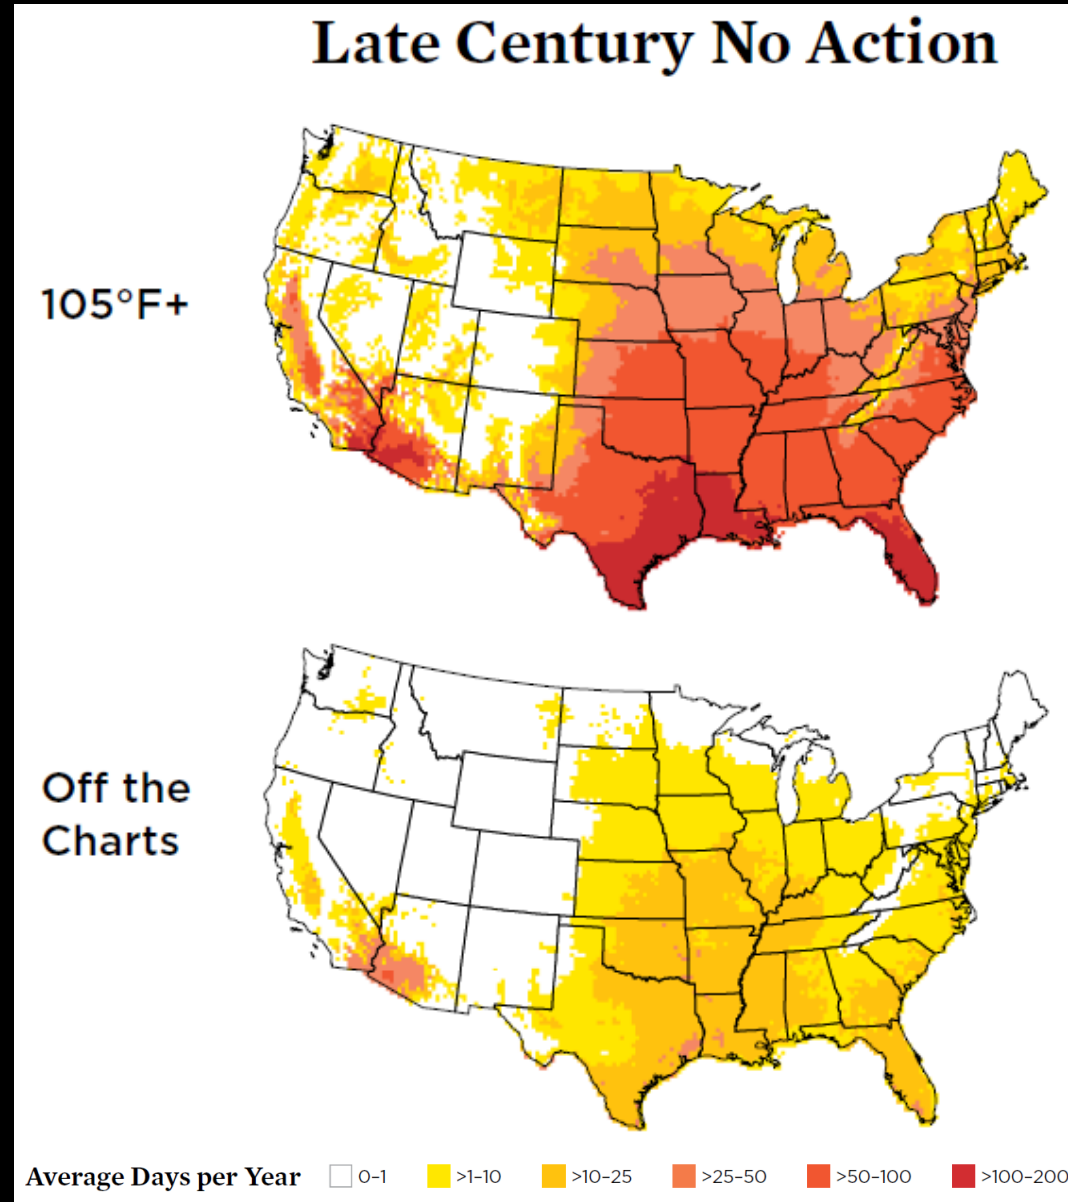 Late Century No Action
105°F+
Off the
Charts
Average Days per Year 0–1 >1–10 >10–25 >25–50 >50–100 >100–200